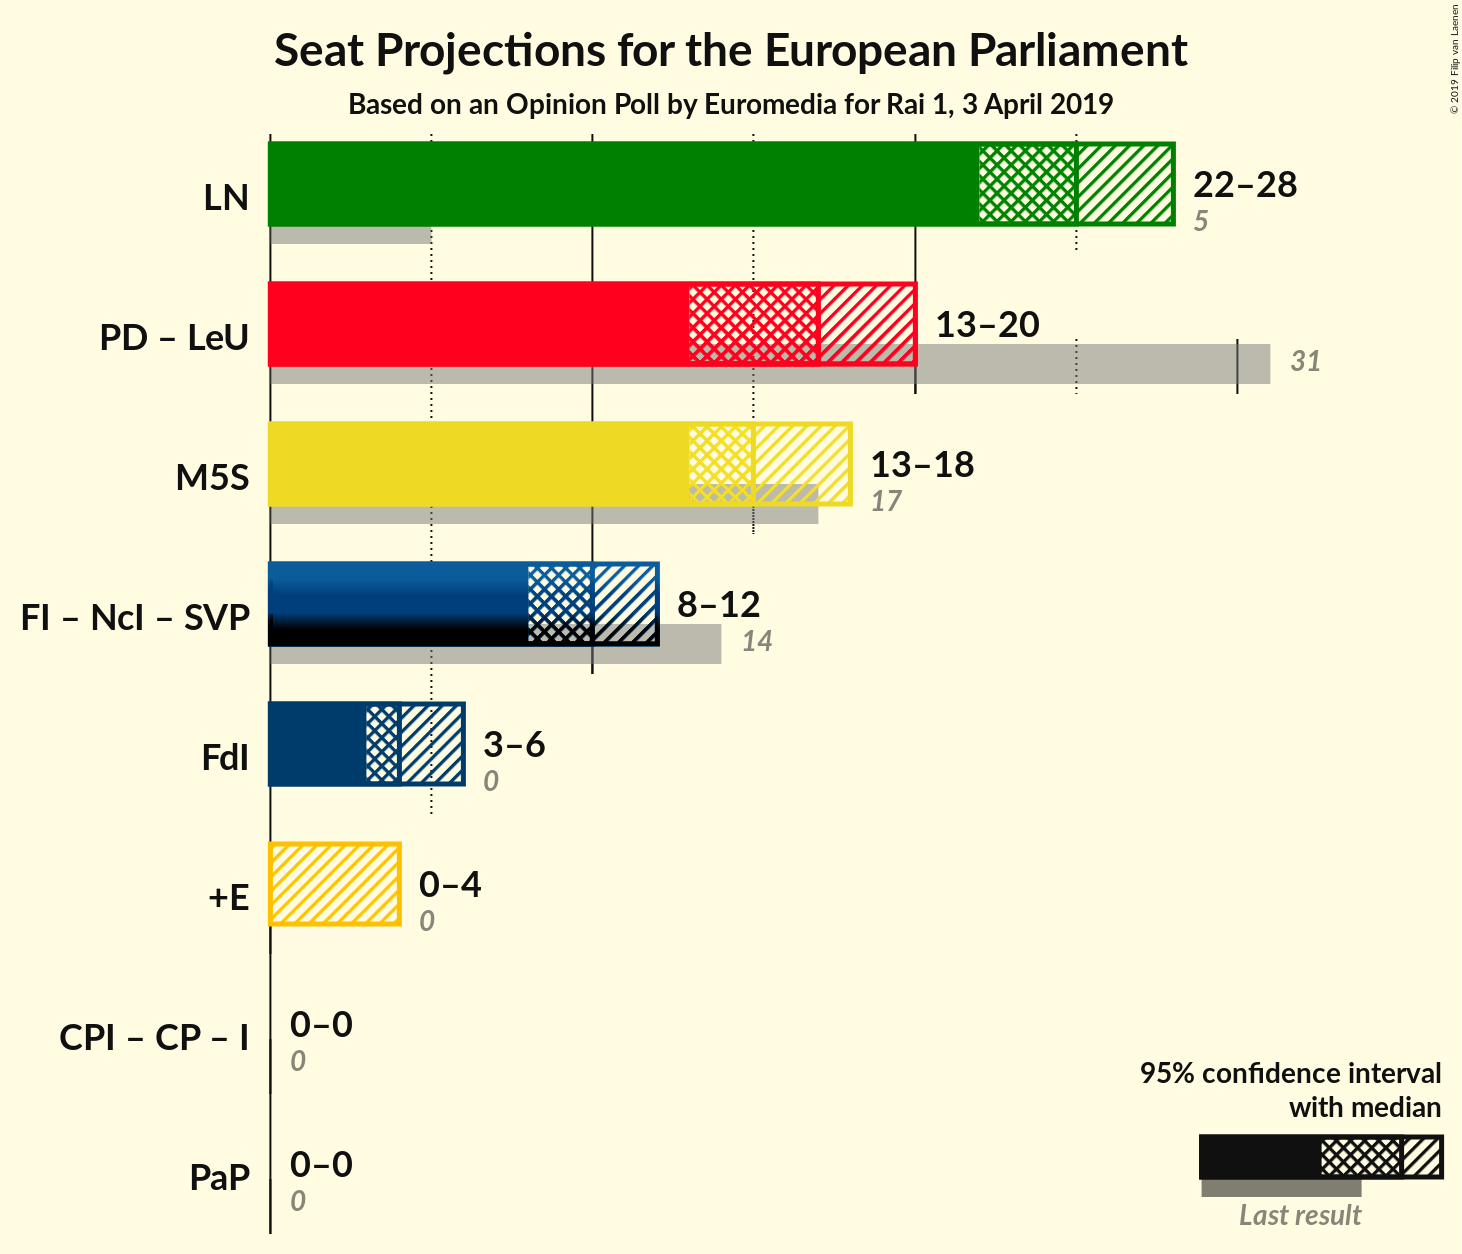 Seat Projections for the European Parliament
Based on an Opinion Poll by Euromedia for Rai 1, 3 April 2019
© 2019 Filip van Laenen
LN
22–28
5
PD – LeU
13–20
31
M5S
13–18
17
FI – NcI – SVP
8–12
14
FdI
3–6
0
+E
0–4
0
CPI – CP – I
0–0
0
PaP
0–0
0
95% confidence interval
with median
Last result